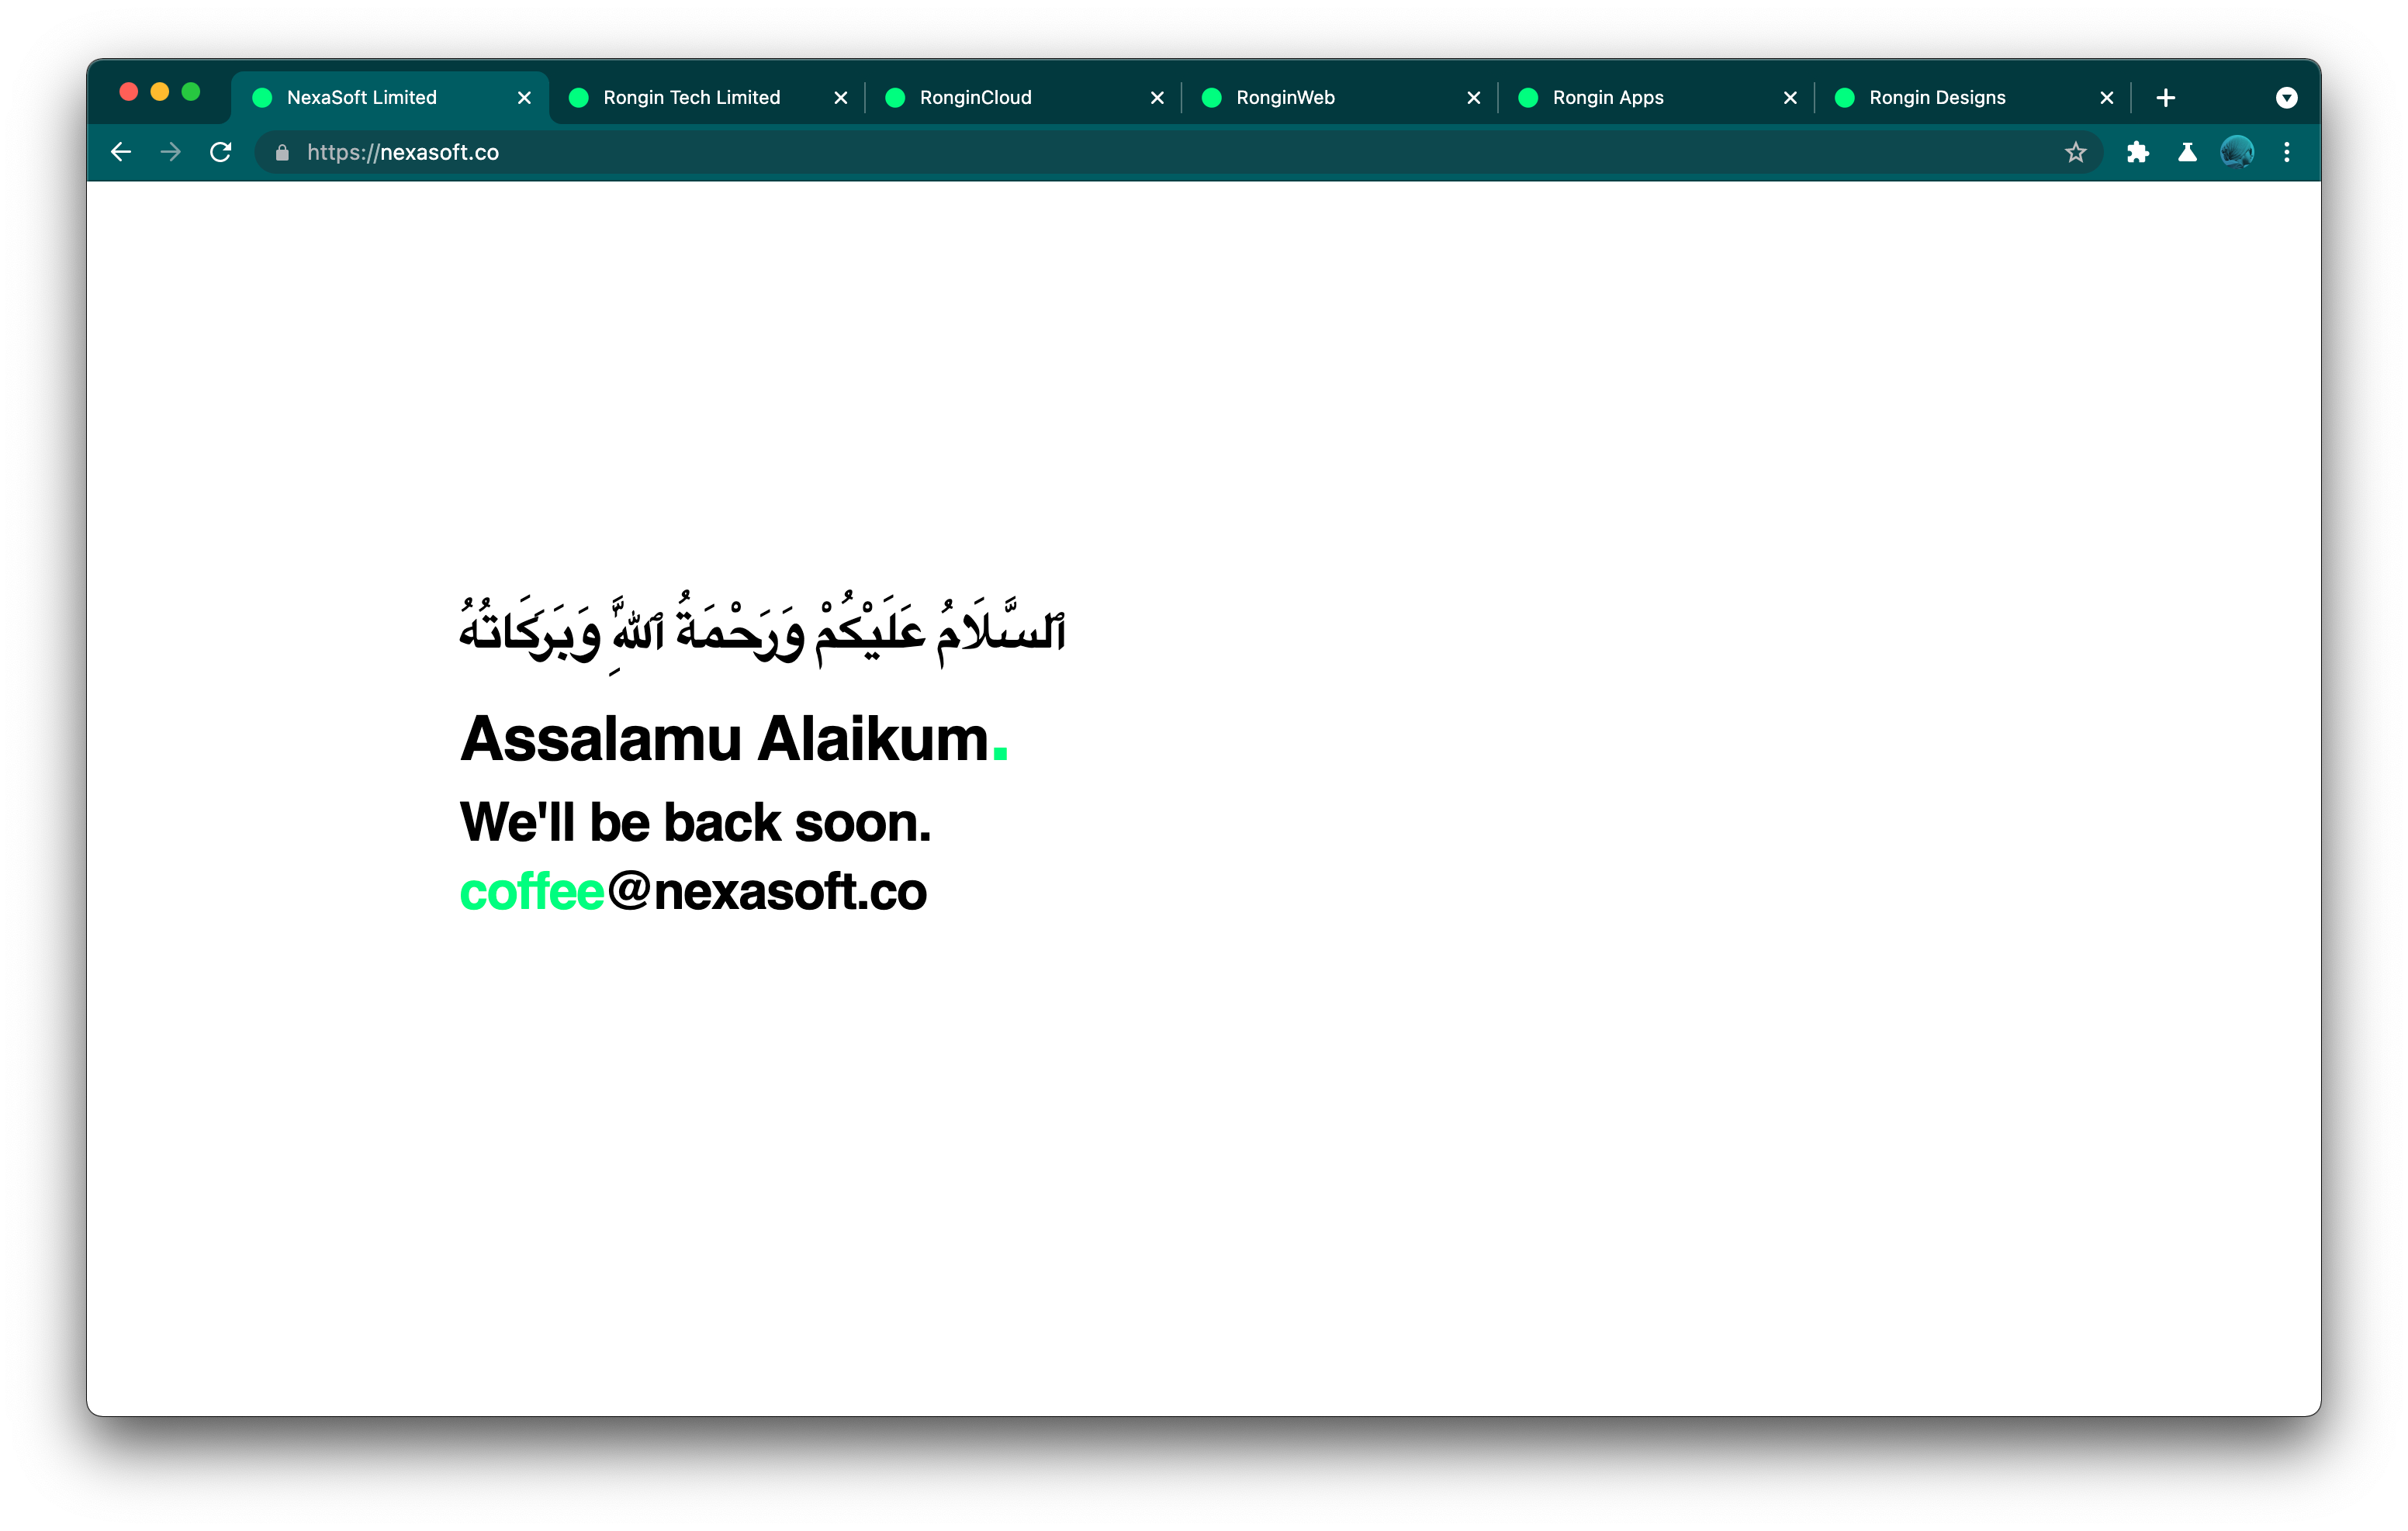 NexaSoft Limited
Rongin Tech Limited
RonginCloud
RonginWeb
Rongin Apps
Rongin Designs
https://nexasoft.co
ٱلسَّلَامُ عَلَيْكُمْ وَرَحْمَةُ ٱللَّهِ وَبَرَكَاتُهُ
Assalamu Alaikum.
We'll be back soon.
coffee@nexasoft.co